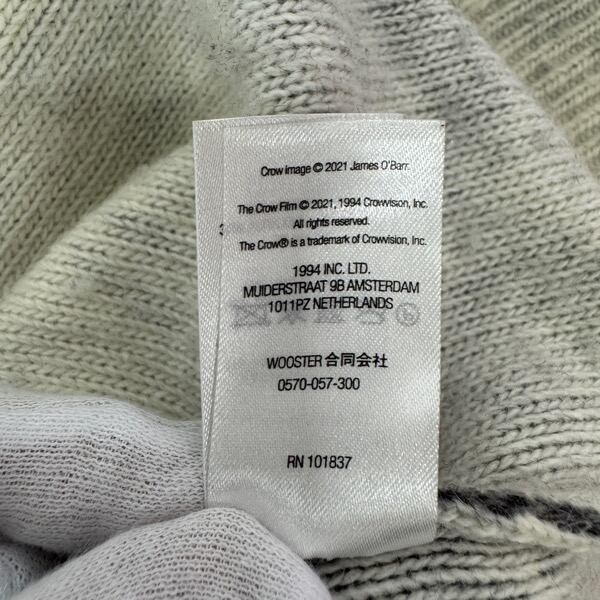 Crow image © 2021 James O'Barr.
The Crow Film © 2021, 1994 Crowvision, Inc.
All rights reserved.
The Crow® is a trademark of Crowvision, Inc.
1994 INC. LTD.
MUIDERSTRAAT 9B AMSTERDAM
1011PZ NETHERLANDS
WOOSTER 合同会社
0570-057-300
RN 101837